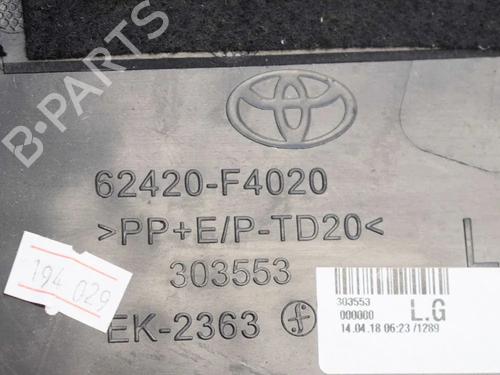 62420-F4020
>PP+E/P-TD20<
303553
EK-2363
194 029
L
303553
000000 L.G
14.04.18 06:23 /1289
B-PARTS